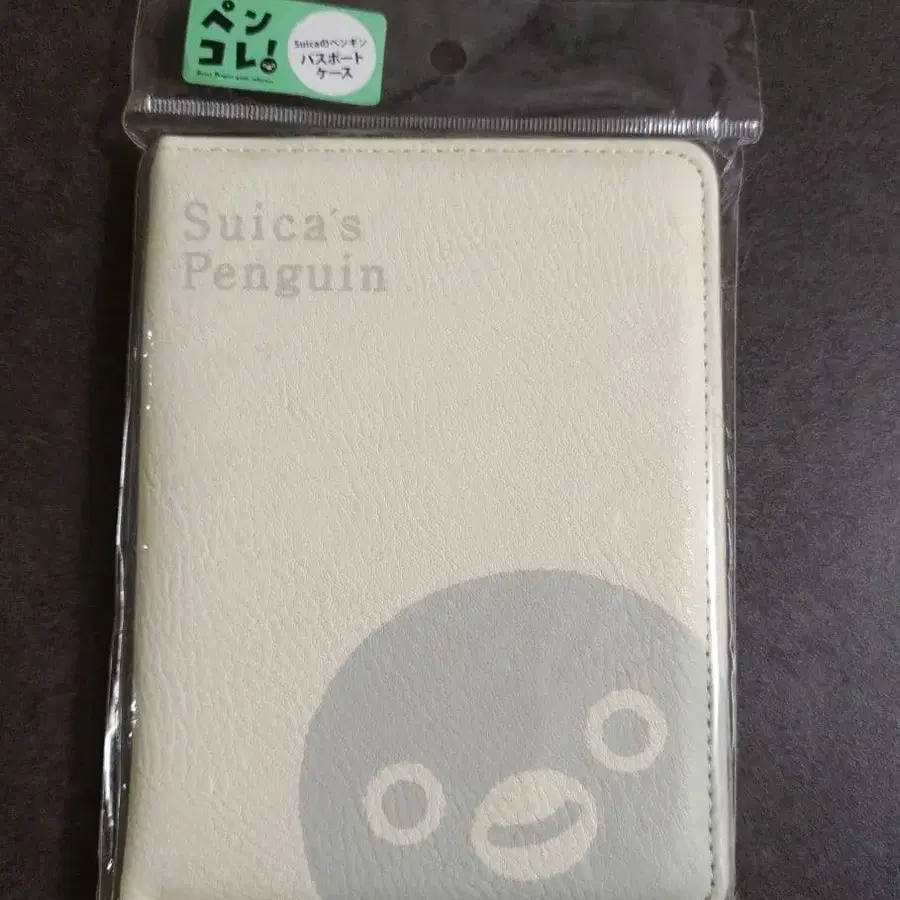 ペン
コレ!
Suicaのペンギン
パスポート
ケース
Suica's
Penguin